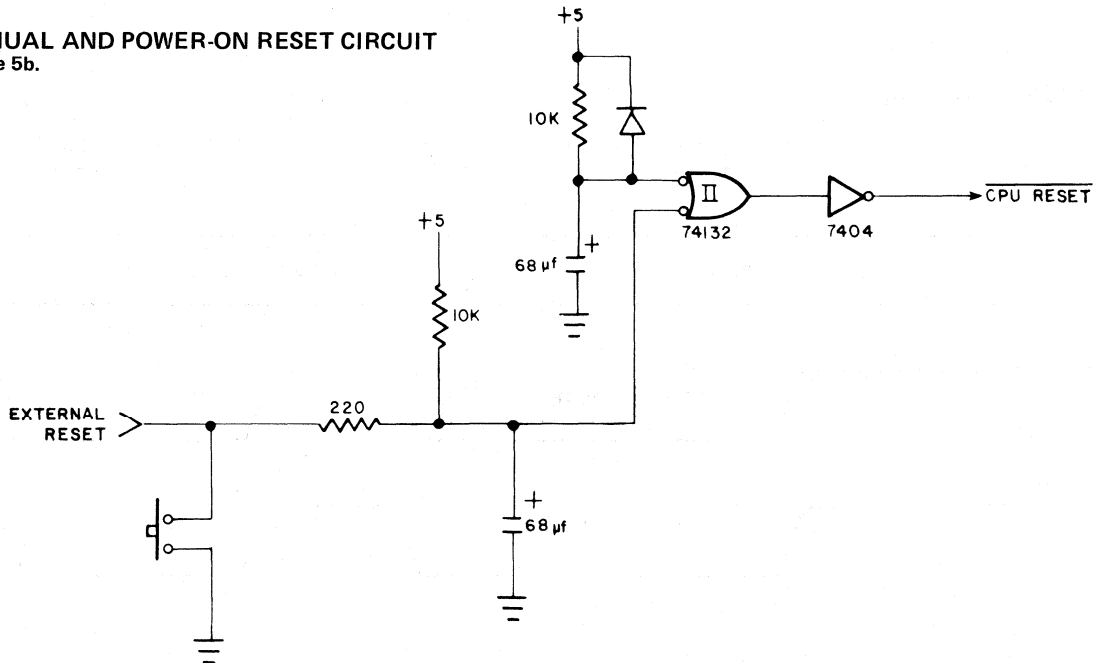 UAL AND POWER-ON RESET CIRCUIT
e 5b.
+5
10K
II
74132
7404
CPU RESET
+
68 µf
+5
10K
220
EXTERNAL
RESET
+
68 µf